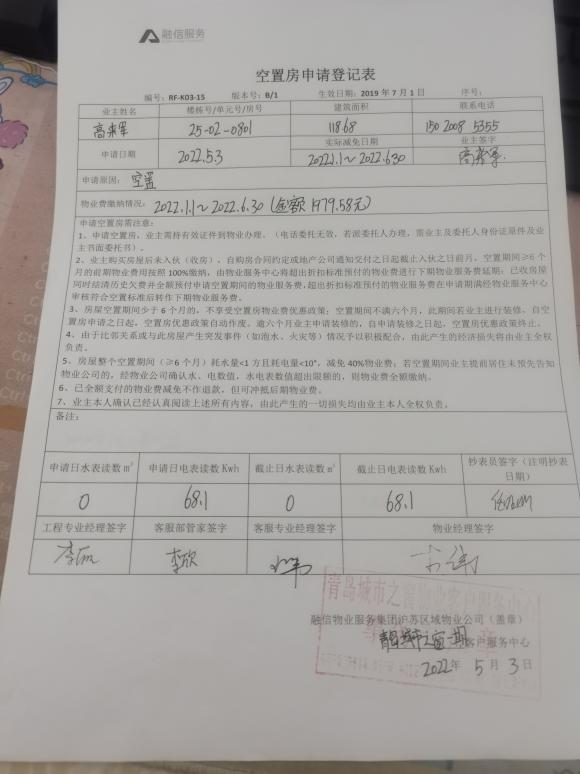 融信服务
空置房申请登记表
编号：RF-K03-15 版本号：B/1 生效日期：2019 年 7 月 1 日 序号：
业主姓名 楼栋号/单元号/房号 建筑面积 联系电话
高来军 25-02-0801 118.68 150 2008 5355
申请日期 2022.5.3 实际减免日期 业主签字
2022.1.1~2022.6.30
申请原因：空置
物业费缴纳情况：2022.1.1~2022.6.30(金额1979.58元)
申请空置房需注意：
1、申请空置房，业主需持有效证件到物业办理。（电话委托无效，若派委托人办理，需业主及委托人身份证原件及业
主书面委托书）。
2、业主购买房屋后未入伙（收房），自购房合同约定或地产公司通知交付之日起截止入伙之日前月，空置期间≥6 个
月的前期物业费用按照 100%缴纳，由物业服务中心将超出折扣标准预付的物业费进行下期物业服务费延期；已收房屋
同时结清历史欠费并全额预付申请空置期间的物业服务费，超出折扣标准预付的物业服务费在申请期满经物业服务中心
审核符合空置标准后转作下期物业服务费。
3、房屋空置期间少于 6 个月的，不享受空置房物业费优惠政策；空置期间不满六个月，此期间若业主进行装修，自空置
房申请之日起，空置房优惠政策自动作废。逾六个月业主申请装修的，自申请装修之日起，空置房优惠政策终止。
4、由于比邻关系或与此房屋产生突发事件（如泡水、火灾等）情况予以积极配合，由此产生的经济损失将由业主全权
负责。
5、房屋整个空置期间（≥6 个月）耗水量<1 方且耗电量<10°，减免 40%物业费；若空置期间业主提前居住未预先告知
物业公司的，经物业公司确认水、电数值，水电表数值超出限额的，则物业费全额缴纳。
6、已全额支付的物业费减免不作退款，但可冲抵后期物业费。
7、业主本人确认已经认真阅读上述所有内容，由此产生的一切损失均由业主本人全权负责。
备注：
申请日水表读数 m³ 申请日电表读数 Kwh 截止日水表读数 m³ 截止日电表读数 Kwh 抄表员签字（注明抄表
日期）
0 68.1 0 68.1
工程专业经理签字 客服部管家签字 客服专业经理签字 物业经理签字
李欣
青岛城市之窗物业客户服务中心
融信物业服务集团沪苏区域物业公司（盖章）
青岛城市之窗一期客户服务中心
2022年 5 月 3 日